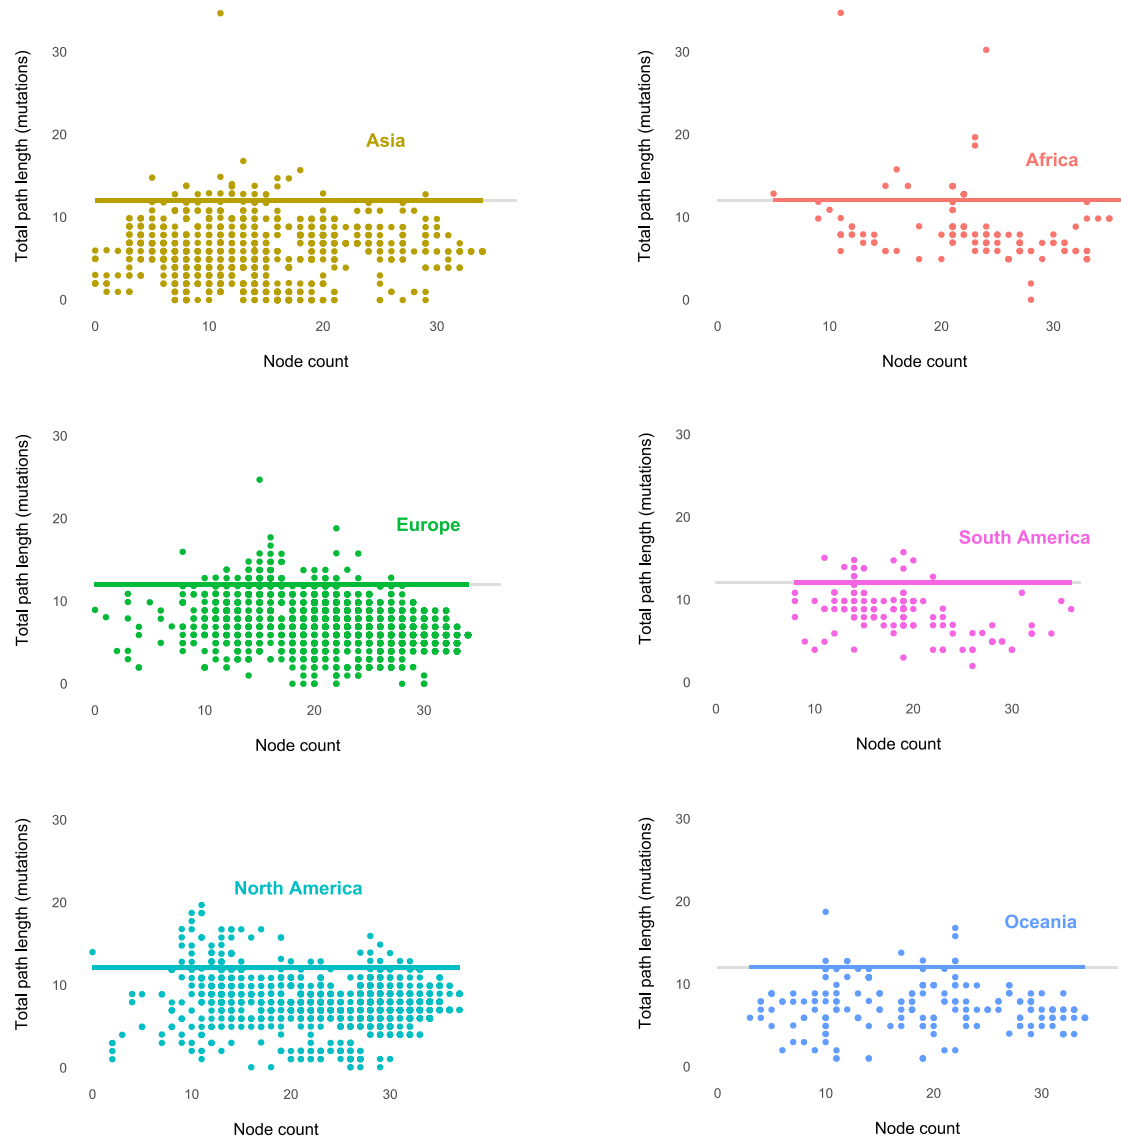 Total path length (mutations)
30
20
10
0
Asia
0 10 20 30
Node count
Total path length (mutations)
30
20
10
0
Africa
0 10 20 30
Node count
Total path length (mutations)
30
20
10
0
Europe
0 10 20 30
Node count
Total path length (mutations)
30
20
10
0
South America
0 10 20 30
Node count
Total path length (mutations)
30
20
10
0
North America
0 10 20 30
Node count
Total path length (mutations)
30
20
10
0
Oceania
0 10 20 30
Node count